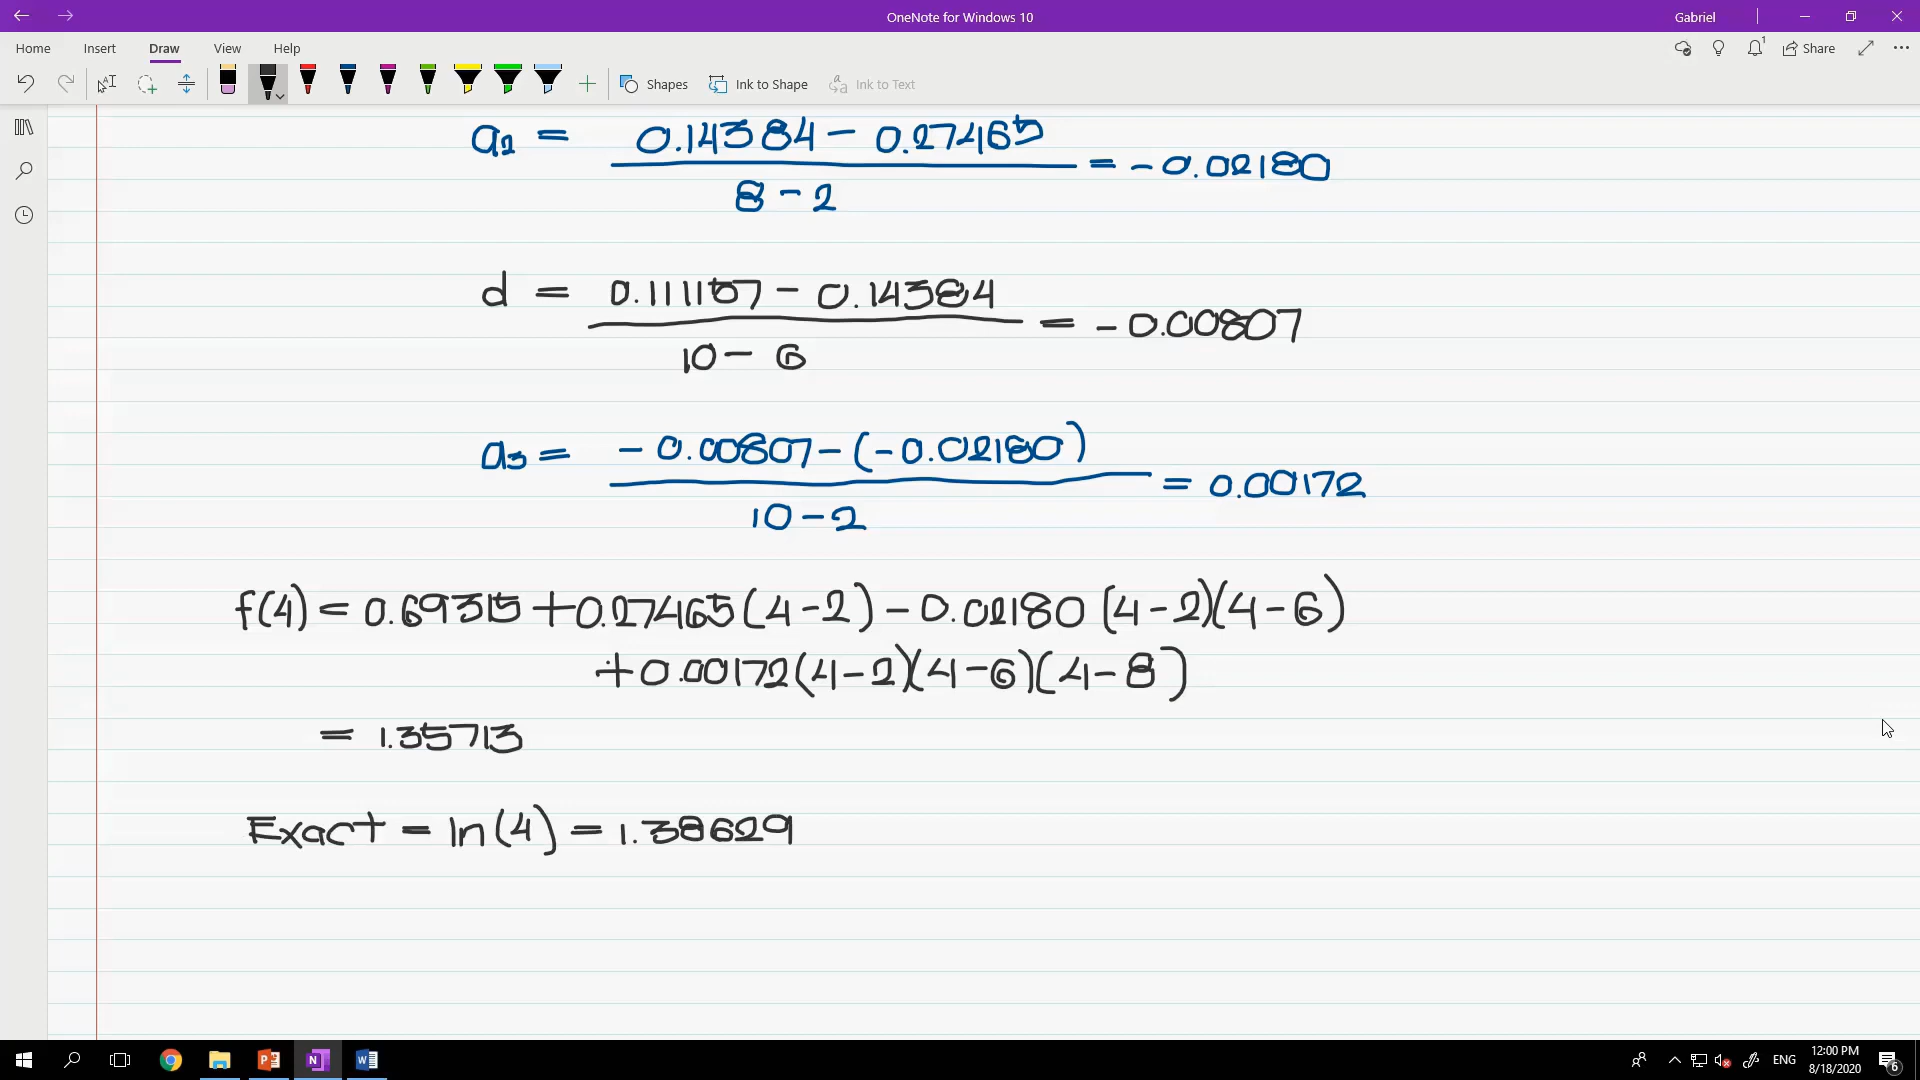 OneNote for Windows 10
Gabriel
Home Insert Draw View Help
1 Share
Shapes Ink to Shape Ink to Text
a₂ = 0.14384 - 0.27465 / 8 - 2 = - 0.02180
d = 0.11157 - 0.14384 / 10 - 6 = - 0.00807
a₃ = - 0.00807 - (- 0.02180) / 10 - 2 = 0.00172
f(4) = 0.69315 + 0.27465 (4 - 2) - 0.02180 (4 - 2)(4 - 6)
+ 0.00172 (4 - 2)(4 - 6)(4 - 8)
= 1.35713
Exact = ln(4) = 1.38629
ENG
12:00 PM
8/18/2020
6